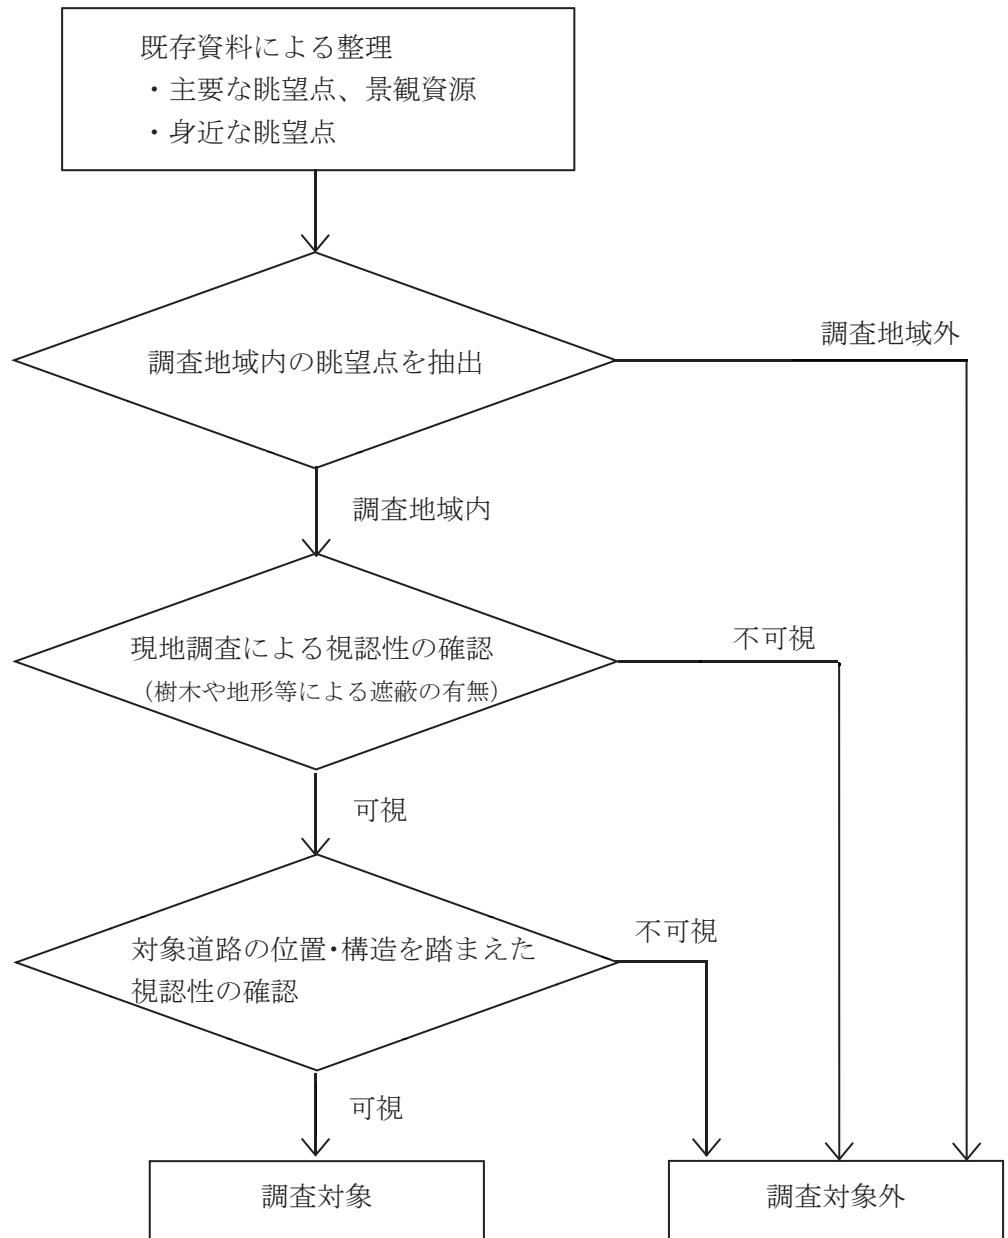 既存資料による整理
・主要な眺望点、景観資源
・身近な眺望点
調査地域外
調査地域内の眺望点を抽出
調査地域内
不可視
現地調査による視認性の確認
（樹木や地形等による遮蔽の有無）
可視
不可視
対象道路の位置・構造を踏まえた
視認性の確認
可視
調査対象
調査対象外